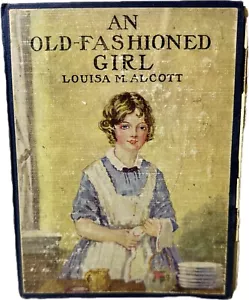 AN
OLD-FASHIONED
GIRL
LOUISA M. ALCOTT